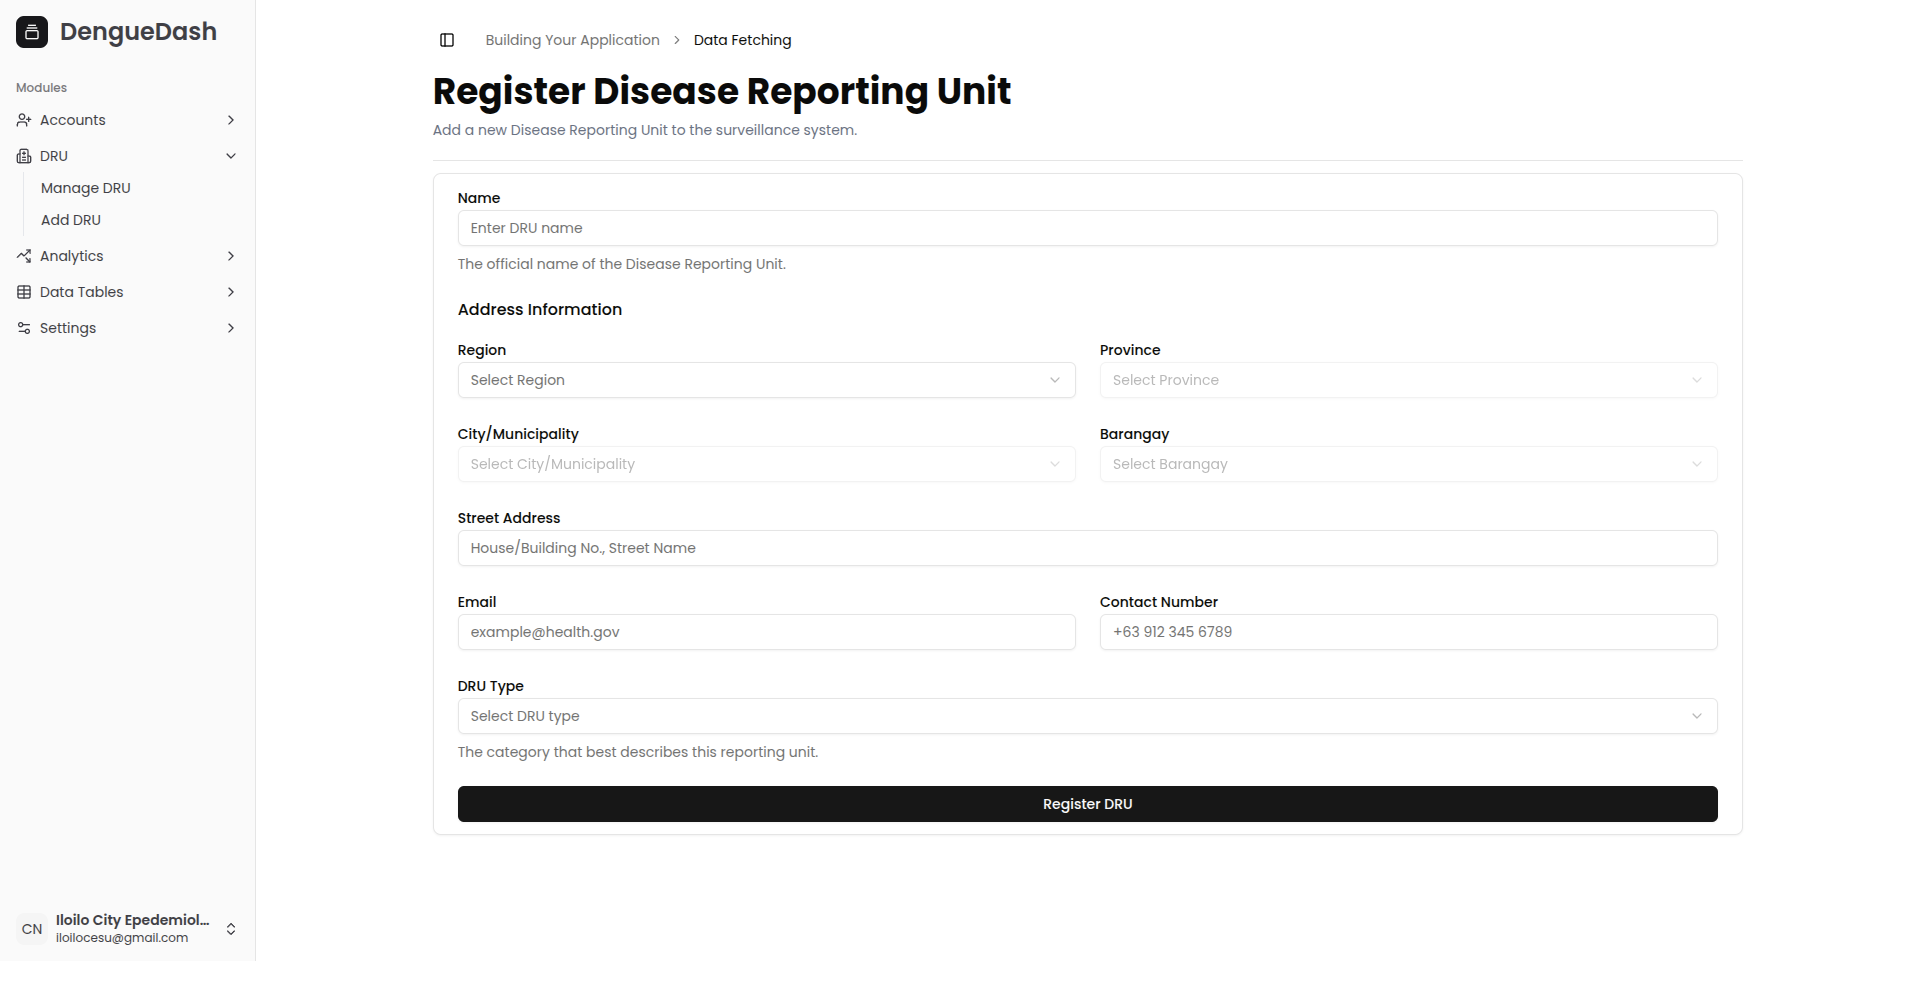 DengueDash
Modules
Accounts
DRU
Manage DRU
Add DRU
Analytics
Data Tables
Settings
CN
Iloilo City Epedemiol...
iloilocesu@gmail.com
Building Your Application > Data Fetching
Register Disease Reporting Unit
Add a new Disease Reporting Unit to the surveillance system.
Name
Enter DRU name
The official name of the Disease Reporting Unit.
Address Information
Region Province
Select Region Select Province
City/Municipality Barangay
Select City/Municipality Select Barangay
Street Address
House/Building No., Street Name
Email Contact Number
example@health.gov +63 912 345 6789
DRU Type
Select DRU type
The category that best describes this reporting unit.
Register DRU